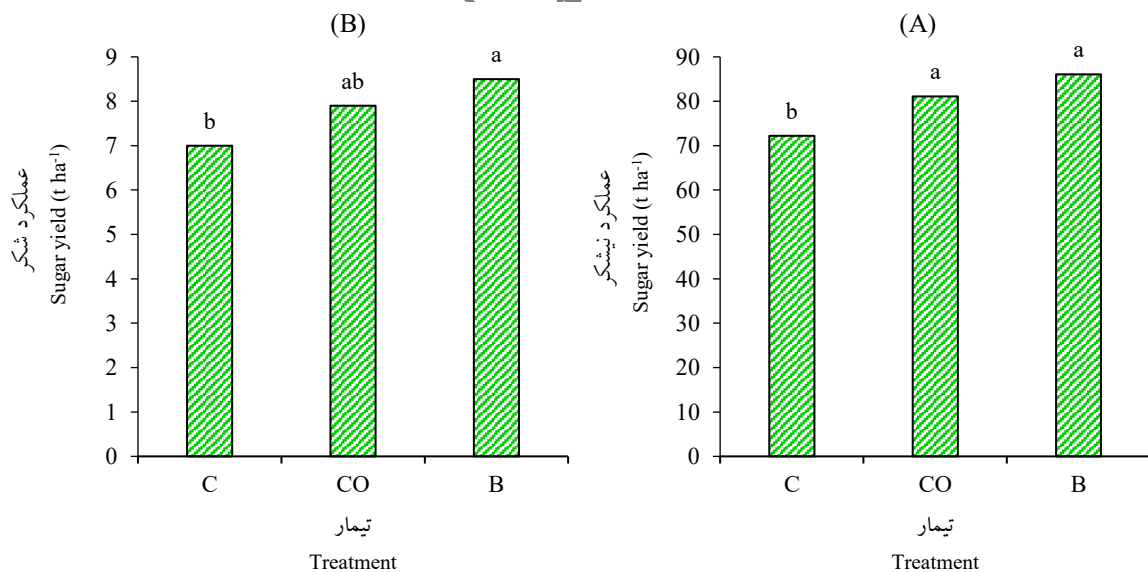 (B)
9
8
7
6
5
4
3
2
1
0
b
ab
a
C
CO
B
عملکرد شکر
Sugar yield (t ha-1)
تیمار
Treatment
(A)
90
80
70
60
50
40
30
20
10
0
b
a
a
C
CO
B
عملکرد نیشکر
Sugar yield (t ha-1)
تیمار
Treatment